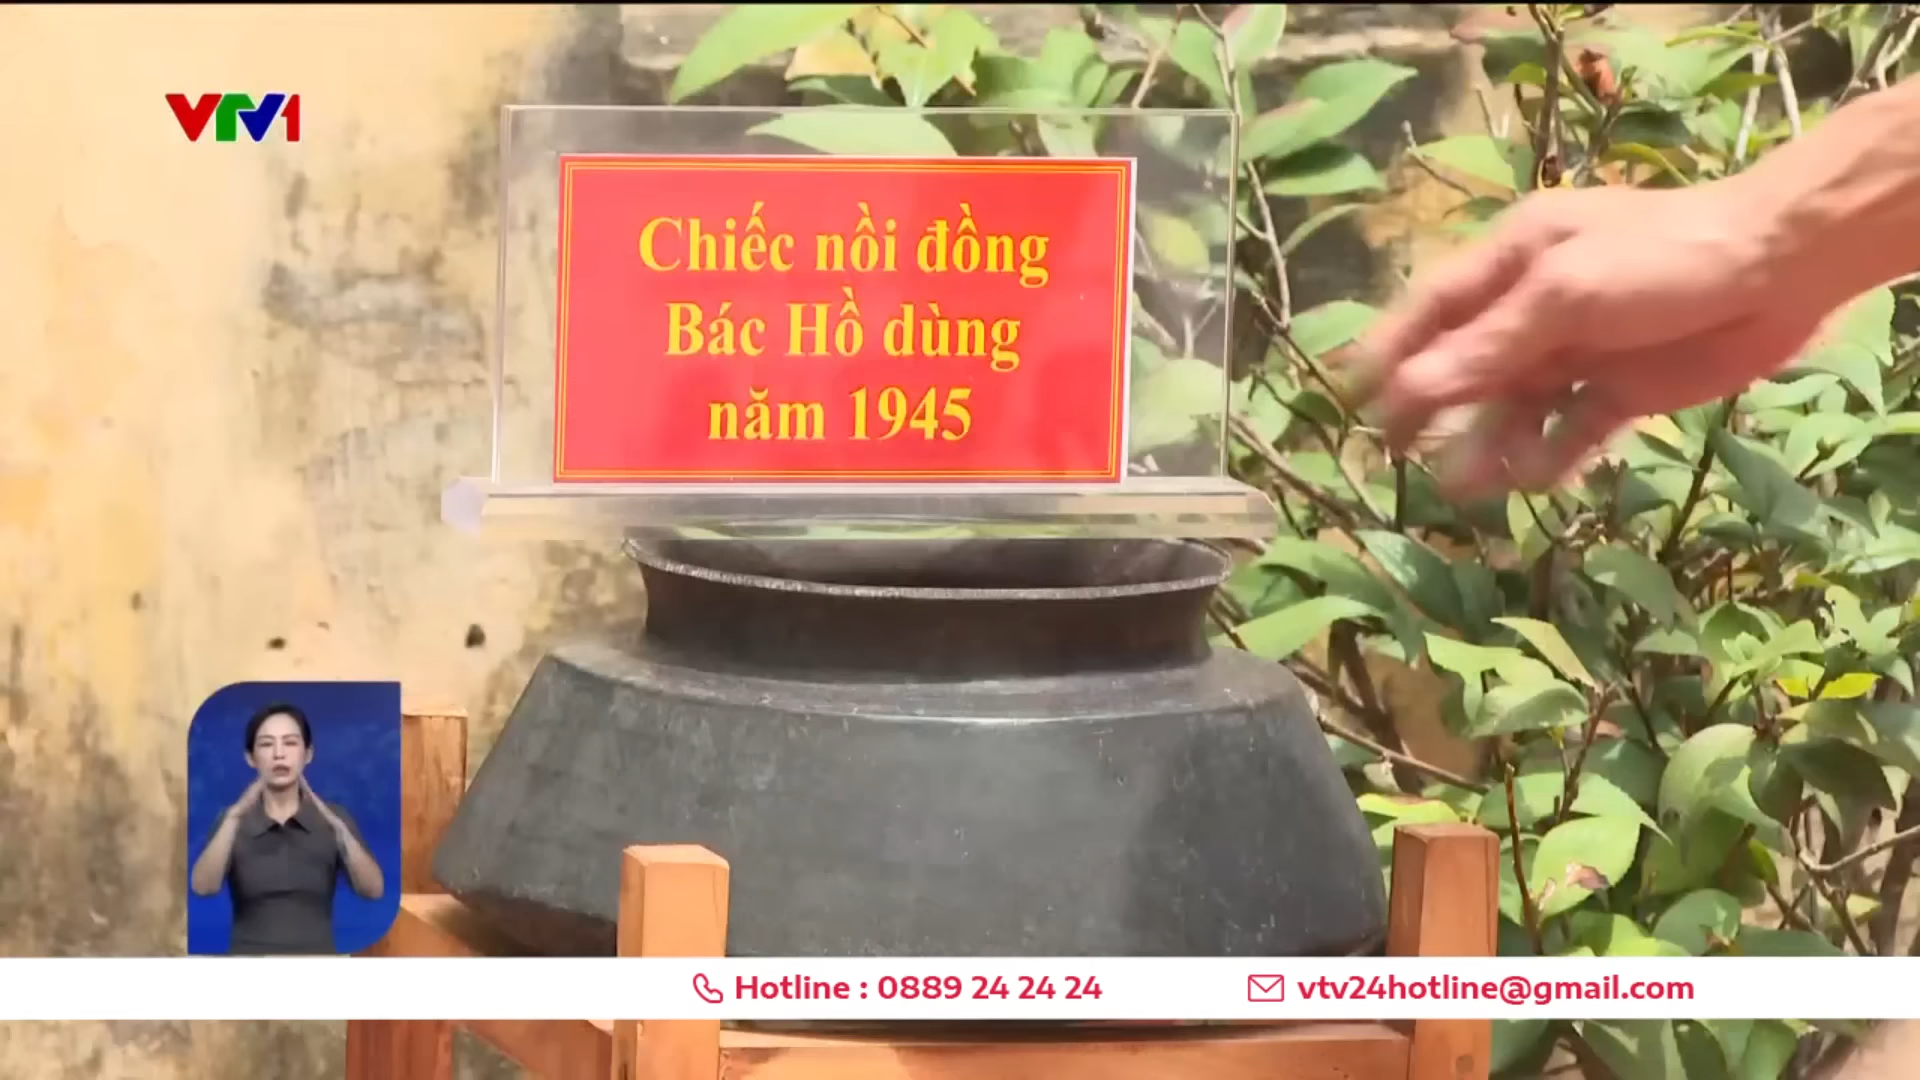 VTV1
Chiếc nồi đồng
Bác Hồ dùng
năm 1945
Hotline : 0889 24 24 24
vtv24hotline@gmail.com